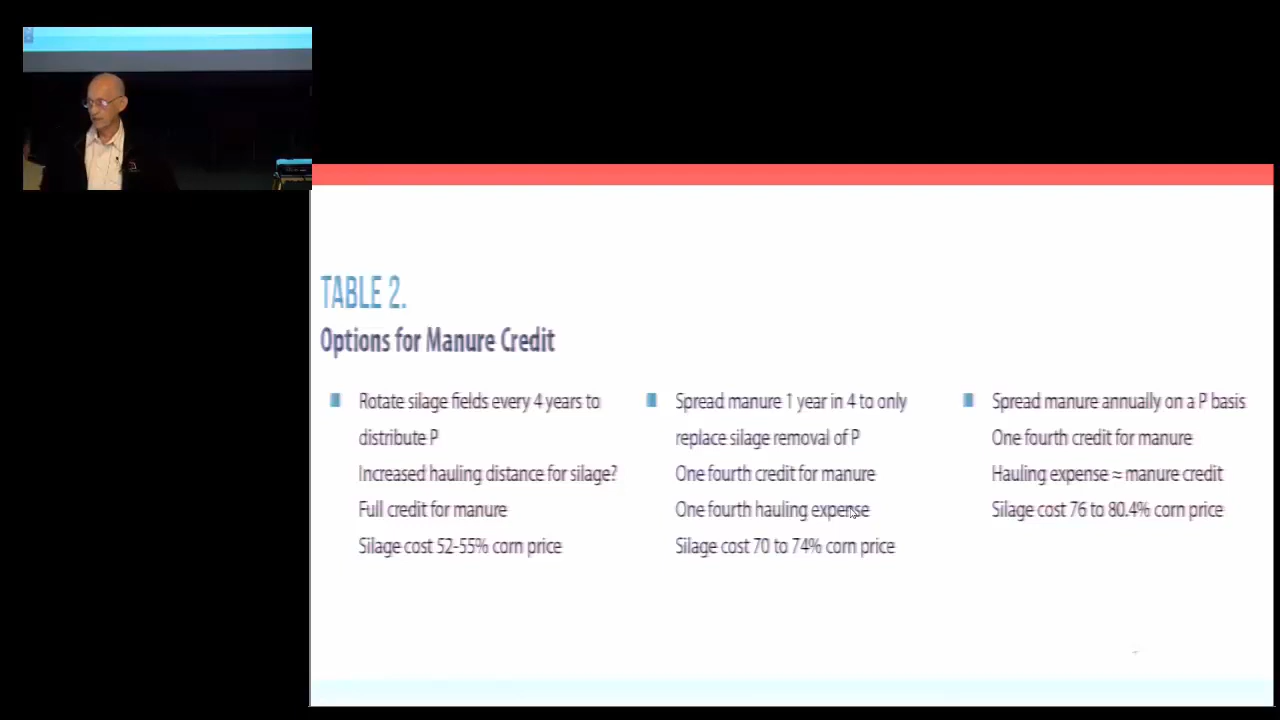 TABLE 2.
Options for Manure Credit
Rotate silage fields every 4 years to
distribute P
Increased hauling distance for silage?
Full credit for manure
Silage cost 52-55% corn price
Spread manure 1 year in 4 to only
replace silage removal of P
One fourth credit for manure
One fourth hauling expense
Silage cost 70 to 74% corn price
Spread manure annually on a P basis
One fourth credit for manure
Hauling expense ≈ manure credit
Silage cost 76 to 80.4% corn price